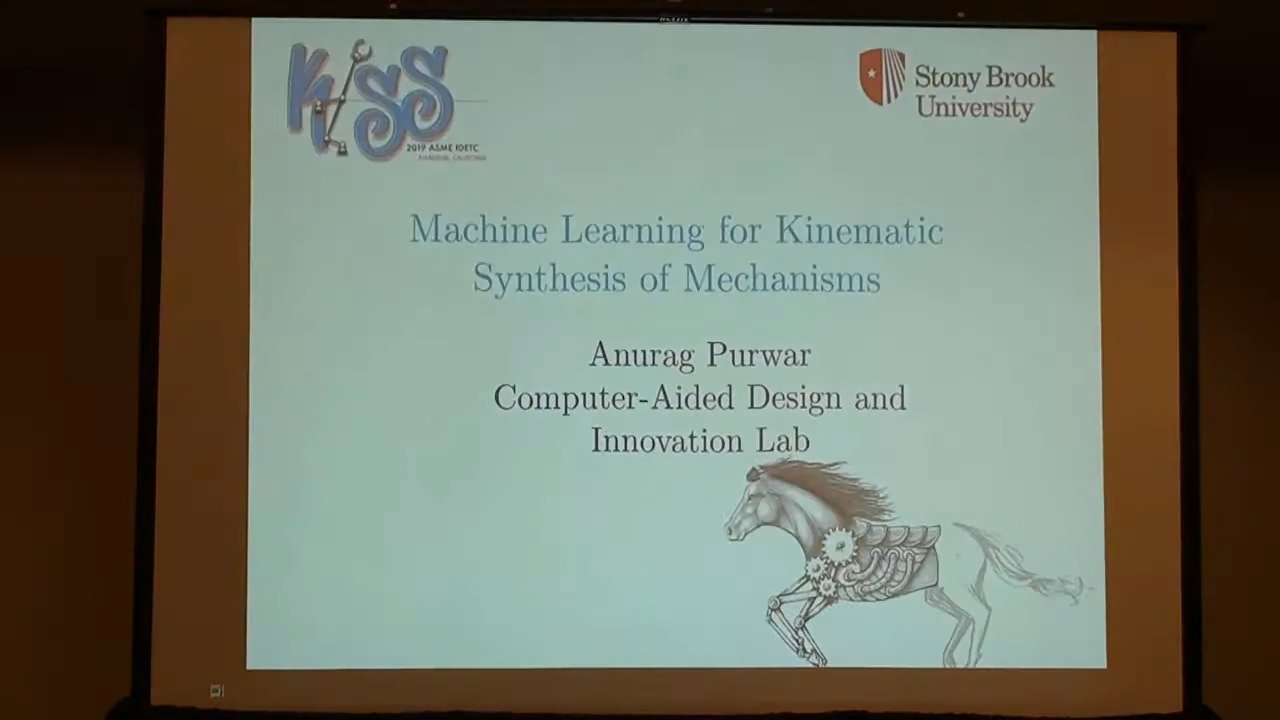 KISS
2019 ASME IDETC
Stony Brook
University
Machine Learning for Kinematic
Synthesis of Mechanisms
Anurag Purwar
Computer-Aided Design and
Innovation Lab